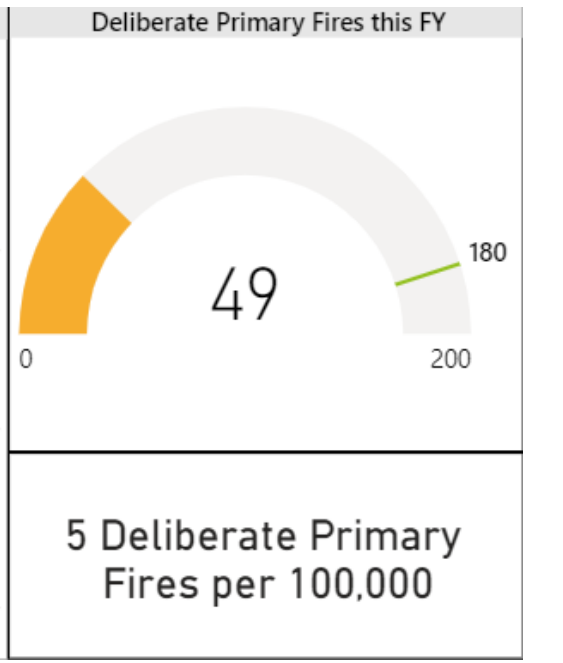 Deliberate Primary Fires this FY
180
49
0
200
5 Deliberate Primary
Fires per 100,000